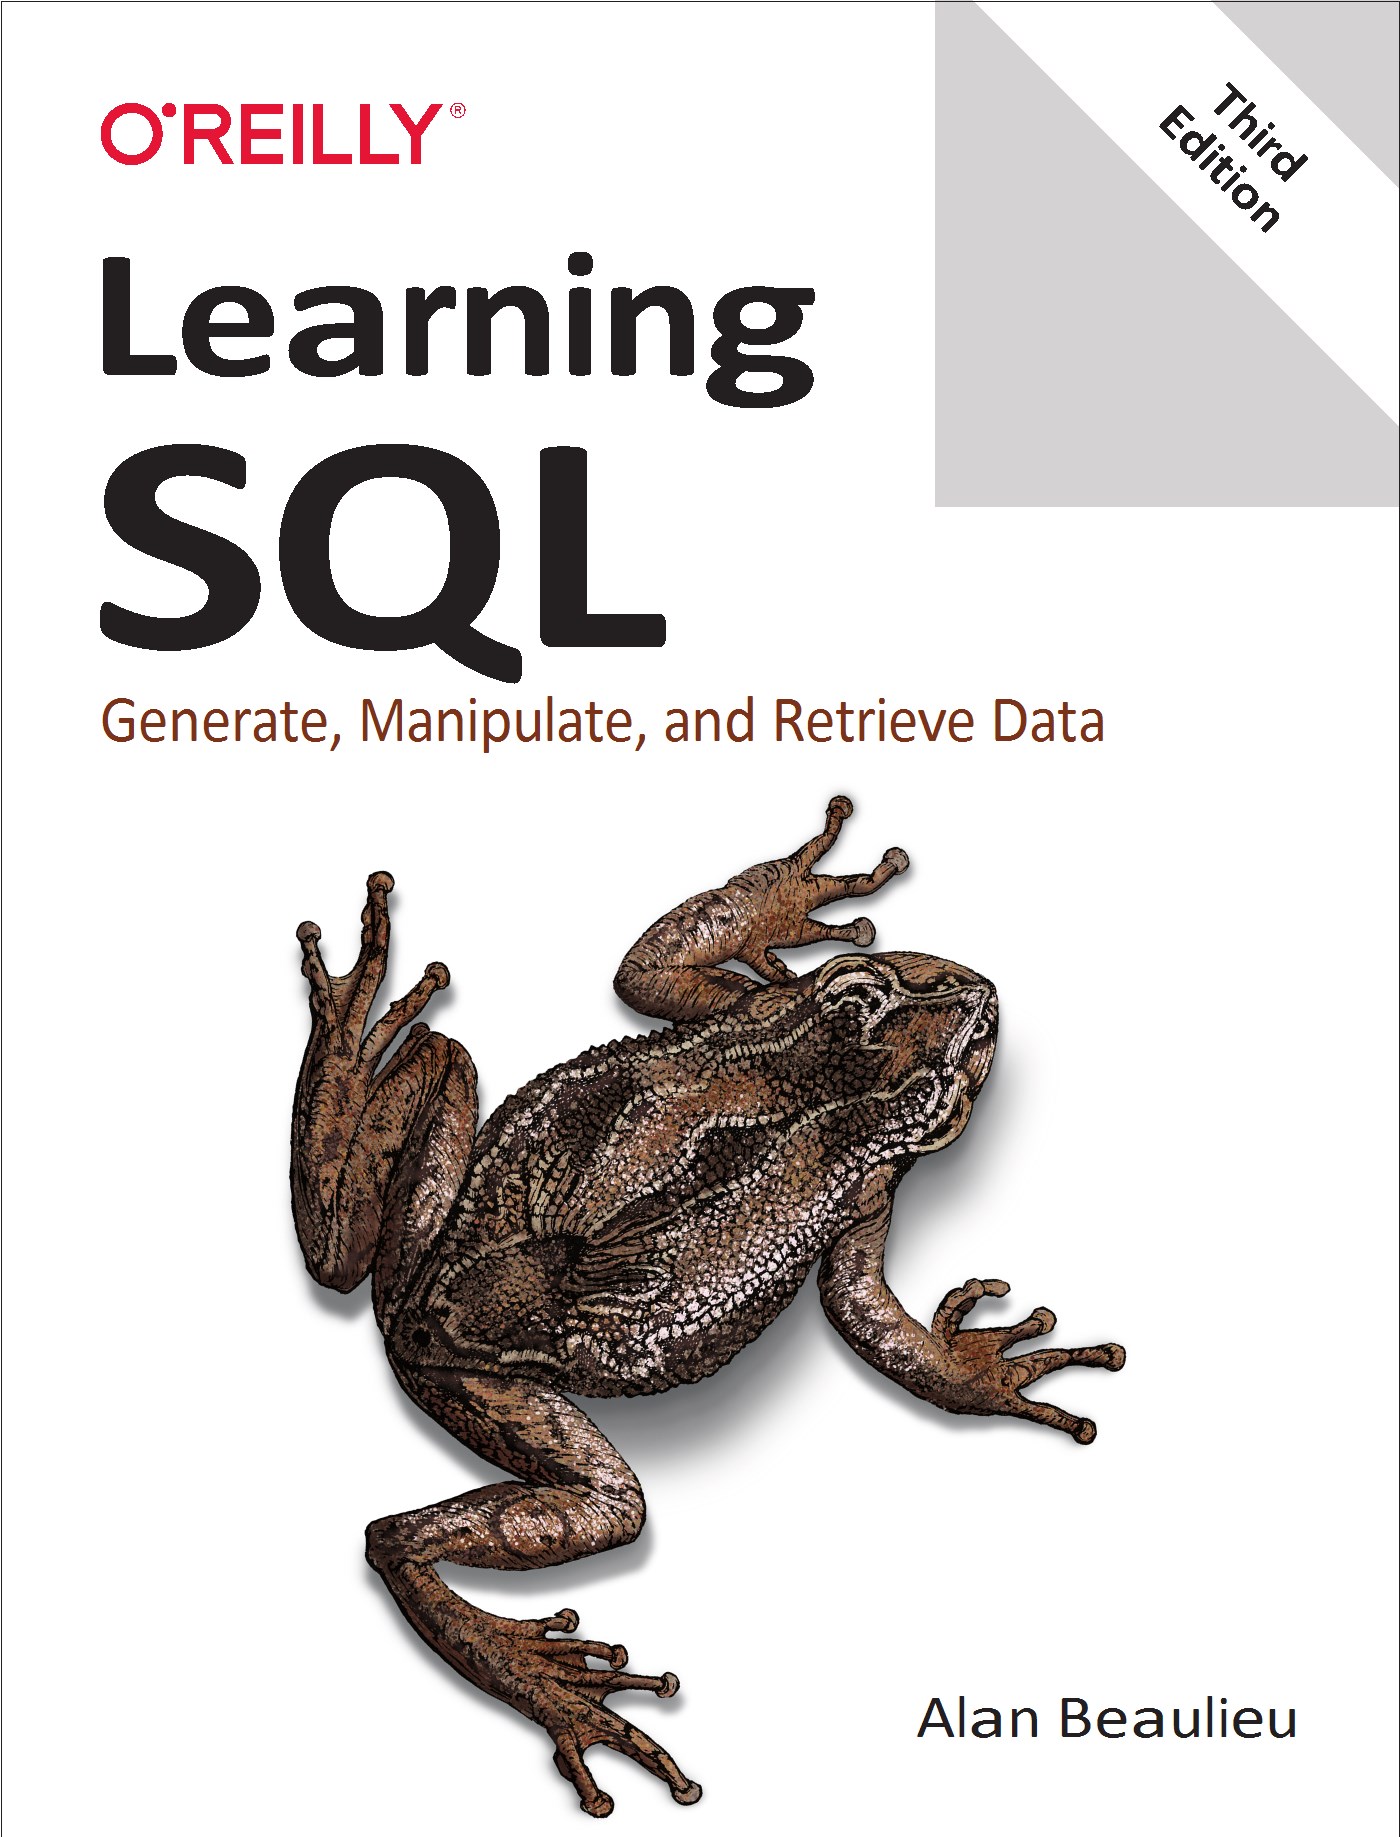 O'REILLY®
Third
Edition
Learning
SQL
Generate, Manipulate, and Retrieve Data
Alan Beaulieu